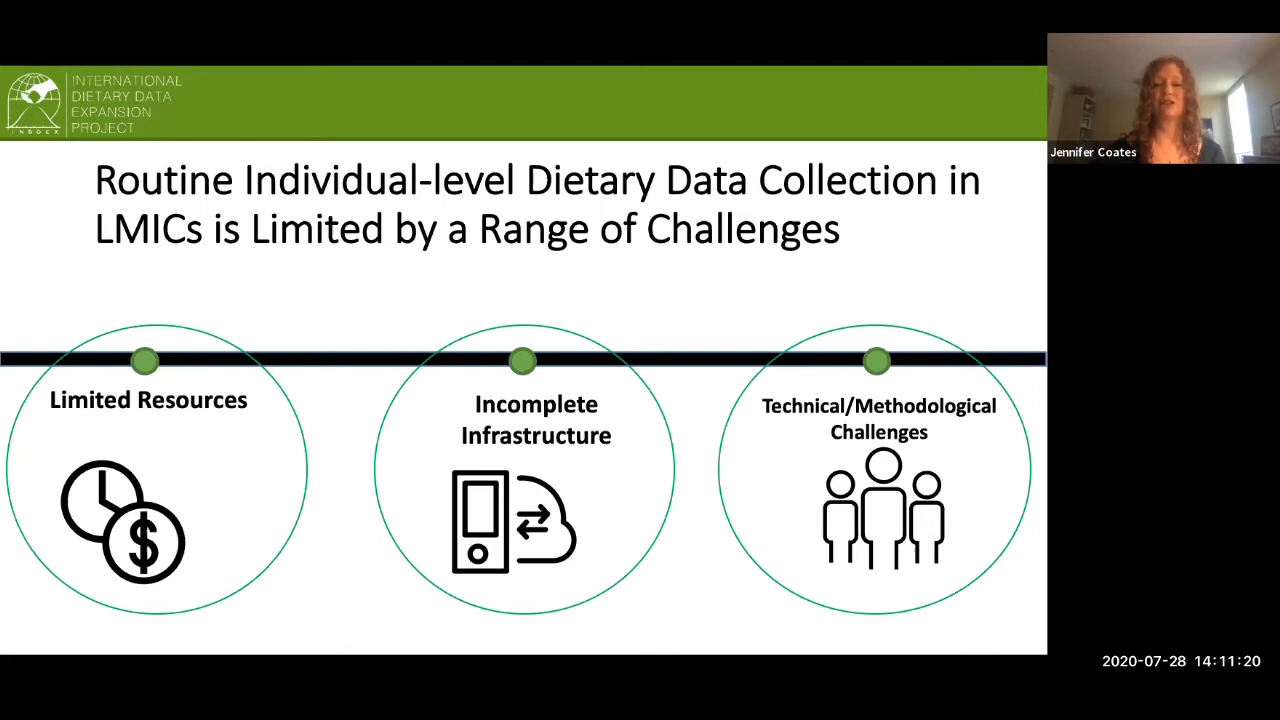 INTERNATIONAL
DIETARY DATA
EXPANSION
PROJECT
INDDEX
Jennifer Coates
Routine Individual-level Dietary Data Collection in
LMICs is Limited by a Range of Challenges
Limited Resources
Incomplete
Infrastructure
Technical/Methodological
Challenges
$
2020-07-28 14:11:20